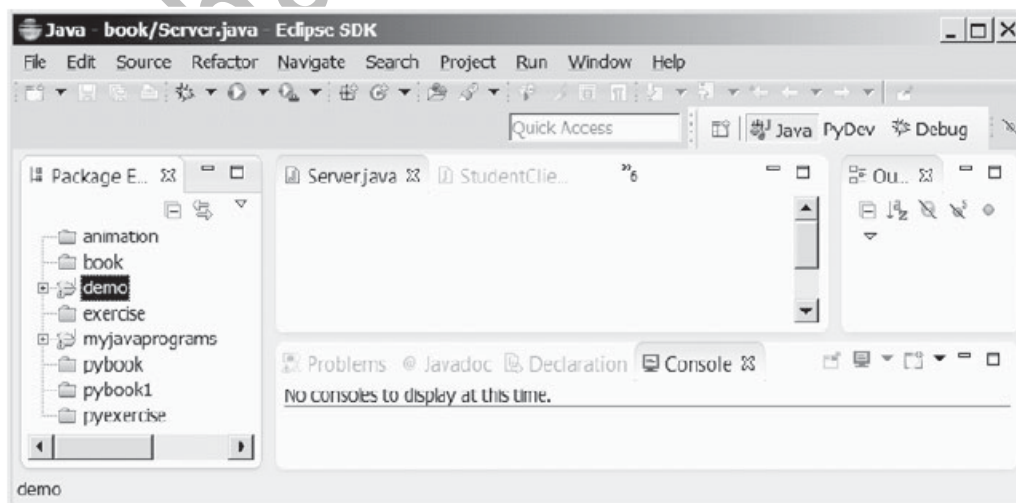 Java - book/Server.java - Eclipse SDK
File Edit Source Refactor Navigate Search Project Run Window Help
Quick Access
Java PyDev Debug
Package E...
Server.java StudentClie... »6
Ou...
animation
book
demo
exercise
myjavaprograms
pybook
pybook1
pyexercise
Problems @ Javadoc Declaration Console
No consoles to display at this time.
demo